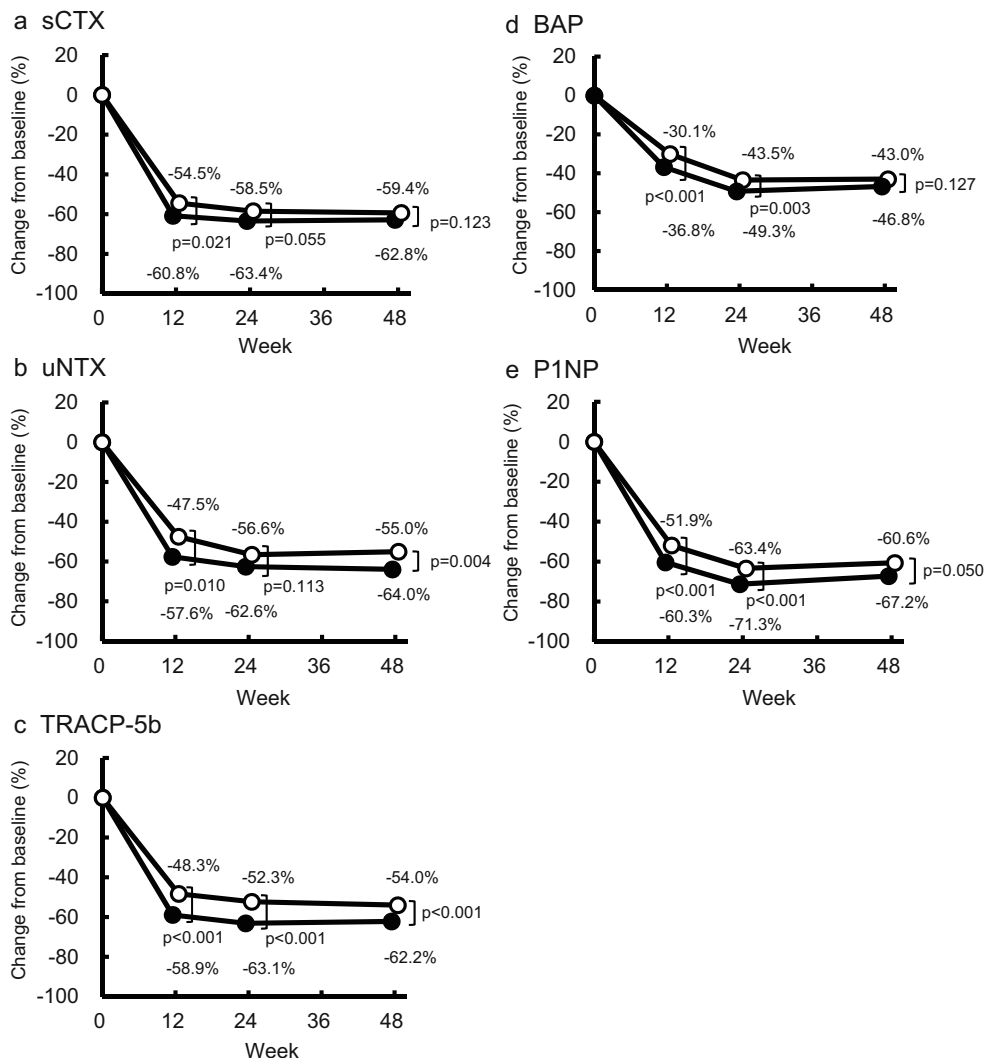 a sCTX
Change from baseline (%)
20
0
-20
-40
-60
-80
-100
-54.5%
-58.5%
-59.4%
p=0.021
p=0.055
p=0.123
-60.8%
-63.4%
-62.8%
0 12 24 36 48
Week
b uNTX
Change from baseline (%)
20
0
-20
-40
-60
-80
-100
-47.5%
-56.6%
-55.0%
p=0.010
p=0.113
p=0.004
-57.6%
-62.6%
-64.0%
0 12 24 36 48
Week
c TRACP-5b
Change from baseline (%)
20
0
-20
-40
-60
-80
-100
-48.3%
-52.3%
-54.0%
p<0.001
p<0.001
p<0.001
-58.9%
-63.1%
-62.2%
0 12 24 36 48
Week
d BAP
Change from baseline (%)
20
0
-20
-40
-60
-80
-100
-30.1%
-43.5%
-43.0%
p<0.001
p=0.003
p=0.127
-36.8%
-49.3%
-46.8%
0 12 24 36 48
Week
e P1NP
Change from baseline (%)
20
0
-20
-40
-60
-80
-100
-51.9%
-63.4%
-60.6%
p<0.001
p<0.001
p=0.050
-60.3%
-71.3%
-67.2%
0 12 24 36 48
Week